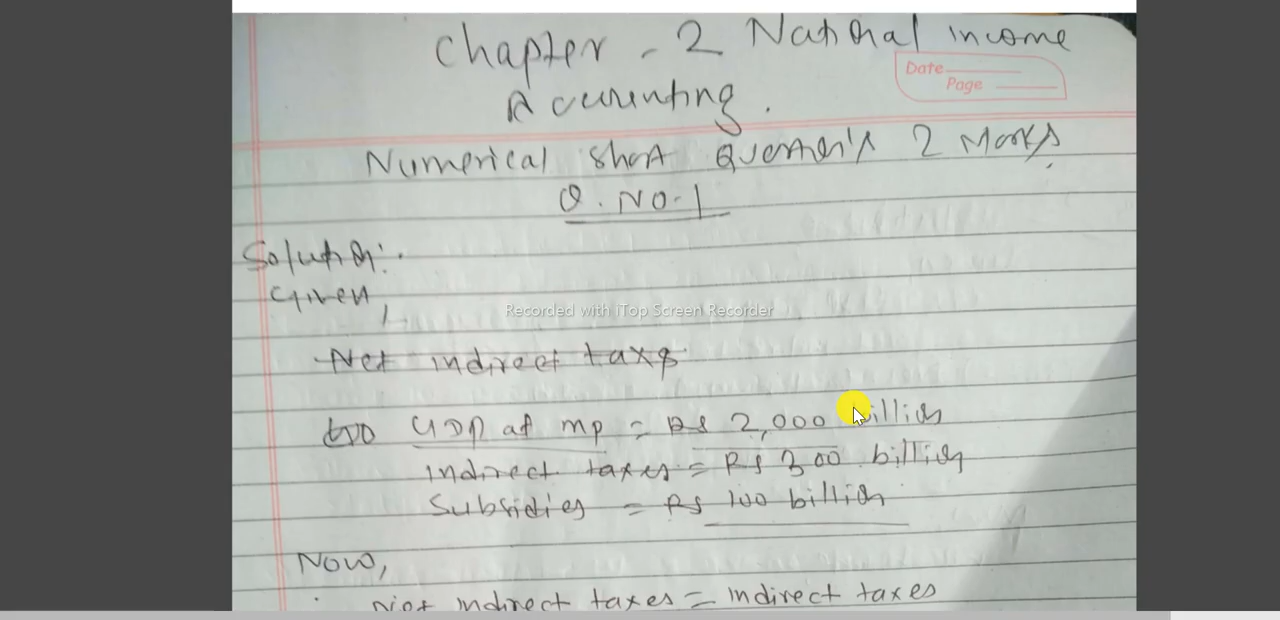 Chapter - 2 National income
Accounting.
Date
Page
Numerical short Question's 2 Marks
Q. No. 1
Solution:-
Given,
Recorded with iTop Screen Recorder
Net indirect taxes
GDP at mp = Rs 2,000 billion
Indirect taxes = Rs 300 billion
Subsidies = Rs 100 billion
Now,
Net indirect taxes = Indirect taxes